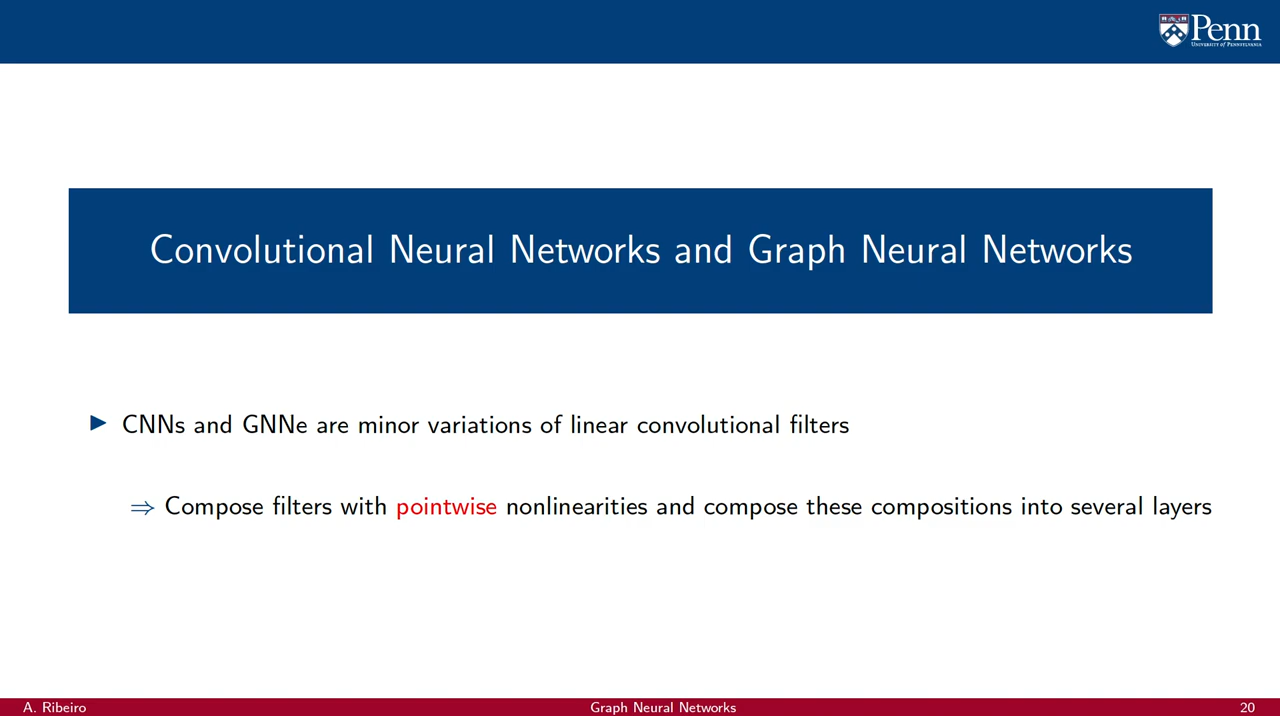 Penn
UNIVERSITY OF PENNSYLVANIA
Convolutional Neural Networks and Graph Neural Networks
▶ CNNs and GNNe are minor variations of linear convolutional filters
⇒ Compose filters with pointwise nonlinearities and compose these compositions into several layers
A. Ribeiro
Graph Neural Networks
20